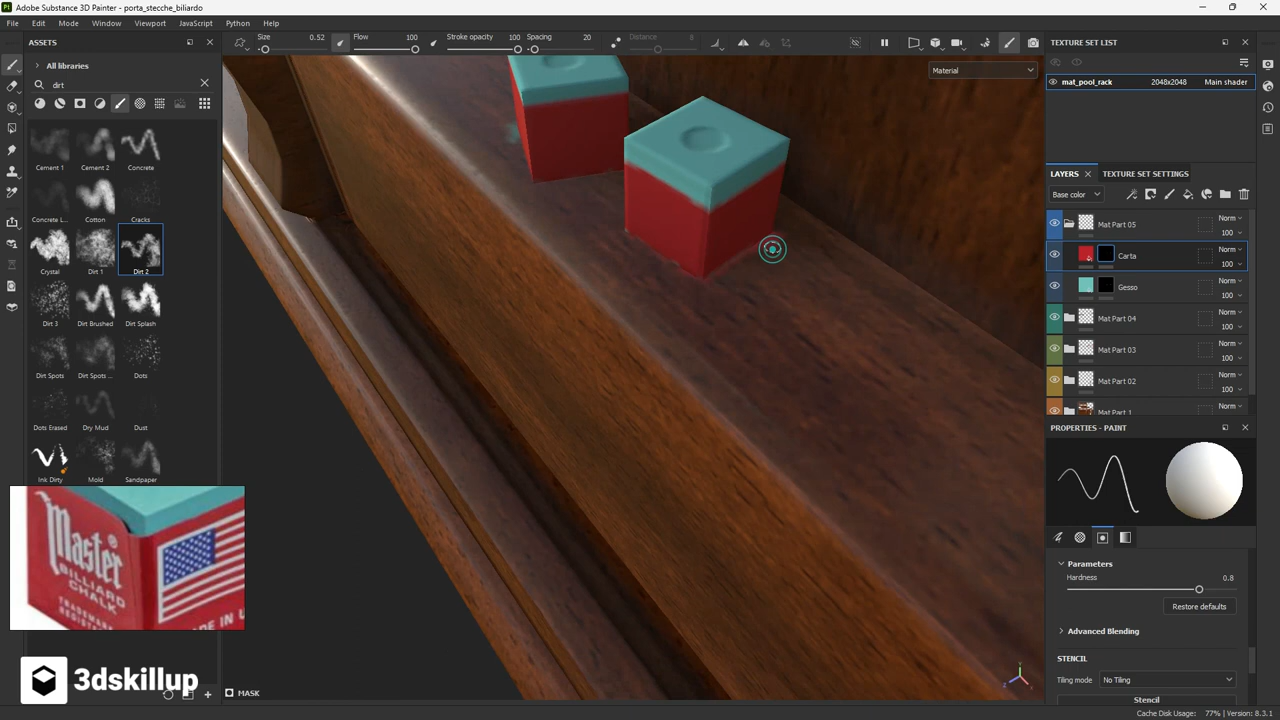 Adobe Substance 3D Painter - porta_stecche_biliardo
File Edit Mode Window Viewport JavaScript Python Help
Size 0.52 Flow 100 Stroke opacity 100 Spacing 20 Distance 8
ASSETS
All libraries
dirt
Cement 1 Cement 2 Concrete
Concrete L... Cotton Cracks
Crystal Dirt 1 Dirt 2
Dirt 3 Dirt Brushed Dirt Splash
Dirt Spots Dirt Spots ... Dots
Dots Erased Dry Mud Dust
Ink Dirty Mold Sandpaper
Master
BILLIARD
CHALK
MADE IN U
3dskillup
MASK
Material
TEXTURE SET LIST
mat_pool_rack 2048x2048 Main shader
LAYERS TEXTURE SET SETTINGS
Base color
Mat Part 05 Norm 100
Carta Norm 100
Gesso Norm 100
Mat Part 04 Norm 100
Mat Part 03 Norm 100
Mat Part 02 Norm 100
Mat Part 1 Norm
PROPERTIES - PAINT
Parameters
Hardness 0.8
Restore defaults
Advanced Blending
STENCIL
Tiling mode No Tiling
Stencil
Cache Disk Usage: 77% | Version: 8.3.1